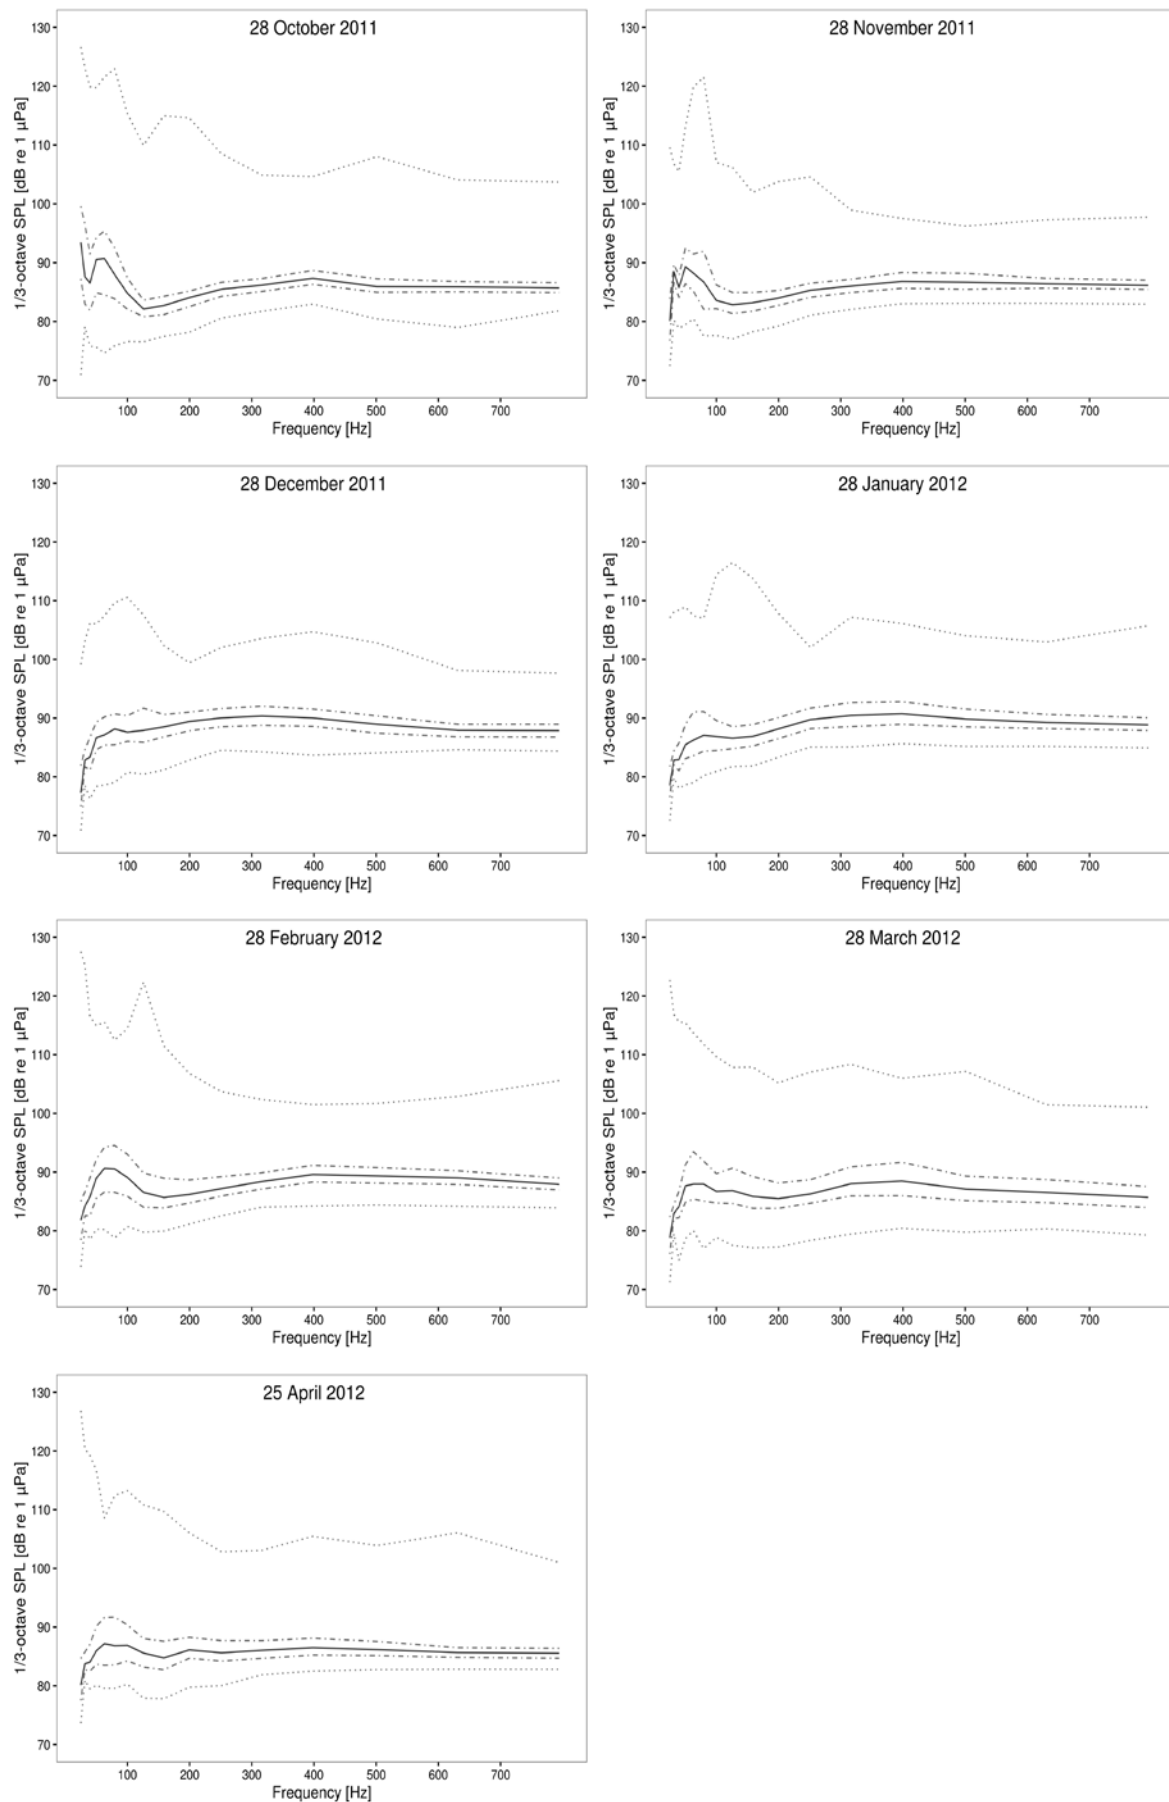 28 October 2011
1/3-octave SPL [dB re 1 µPa]
130
120
110
100
90
80
70
100 200 300 400 500 600 700
Frequency [Hz]
28 November 2011
1/3-octave SPL [dB re 1 µPa]
130
120
110
100
90
80
70
100 200 300 400 500 600 700
Frequency [Hz]
28 December 2011
1/3-octave SPL [dB re 1 µPa]
130
120
110
100
90
80
70
100 200 300 400 500 600 700
Frequency [Hz]
28 January 2012
1/3-octave SPL [dB re 1 µPa]
130
120
110
100
90
80
70
100 200 300 400 500 600 700
Frequency [Hz]
28 February 2012
1/3-octave SPL [dB re 1 µPa]
130
120
110
100
90
80
70
100 200 300 400 500 600 700
Frequency [Hz]
28 March 2012
1/3-octave SPL [dB re 1 µPa]
130
120
110
100
90
80
70
100 200 300 400 500 600 700
Frequency [Hz]
25 April 2012
1/3-octave SPL [dB re 1 µPa]
130
120
110
100
90
80
70
100 200 300 400 500 600 700
Frequency [Hz]